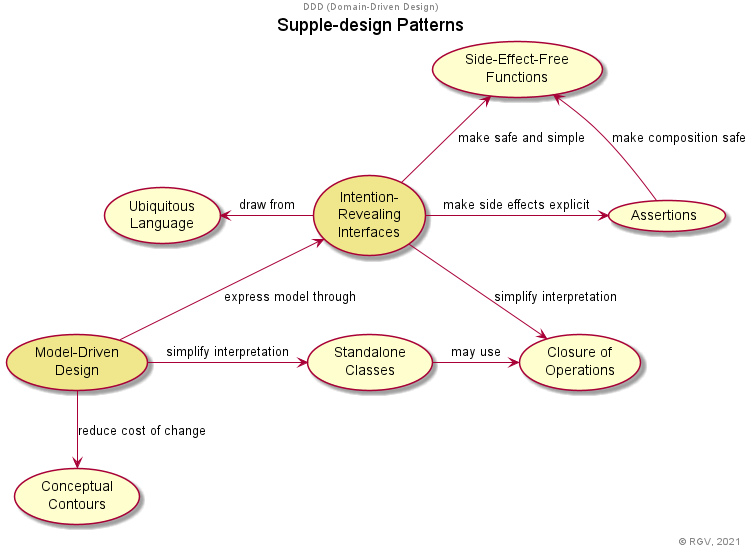 DDD (Domain-Driven Design)
Supple-design Patterns
Side-Effect-Free
Functions
make safe and simple
make composition safe
Ubiquitous
Language
draw from
Intention-
Revealing
Interfaces
make side effects explicit
Assertions
express model through
simplify interpretation
Model-Driven
Design
simplify interpretation
Standalone
Classes
may use
Closure of
Operations
reduce cost of change
Conceptual
Contours
© RGV, 2021